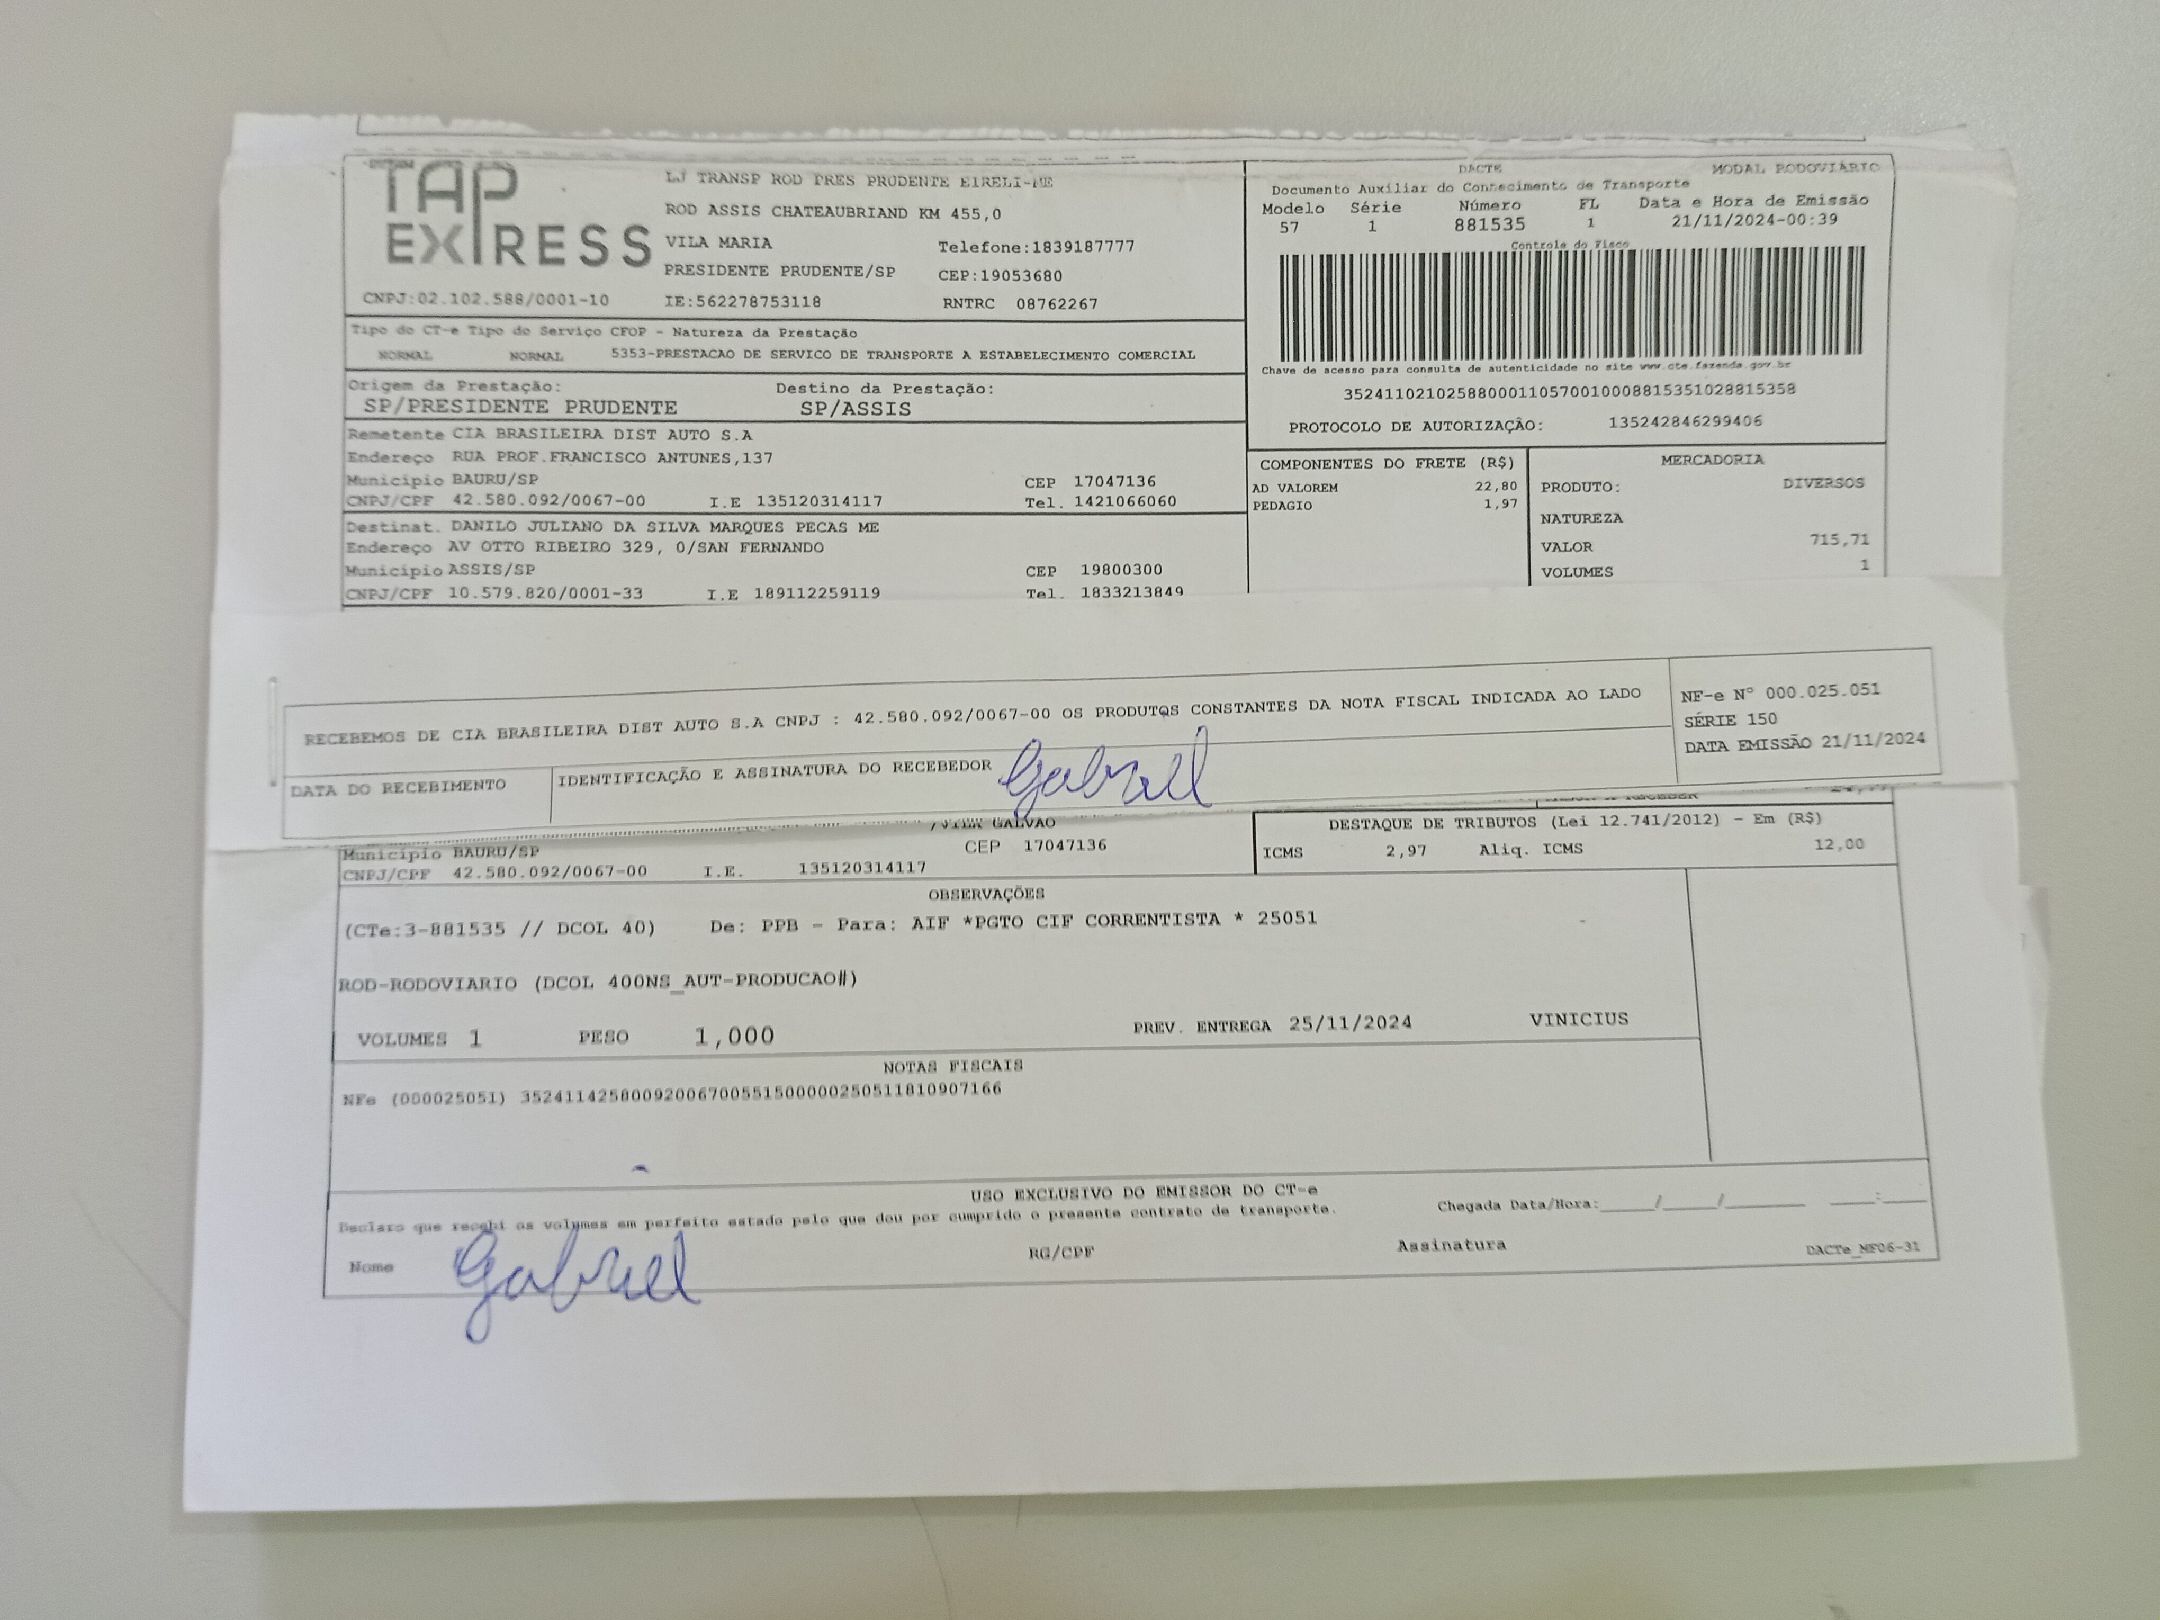 TAP EXPRESS
LJ TRANSP ROD PRES PRUDENTE EIRELI-ME
ROD ASSIS CHATEAUBRIAND KM 455,0
VILA MARIA Telefone:1839187777
PRESIDENTE PRUDENTE/SP CEP:19053680
CNPJ:02.102.588/0001-10 IE:562278753118 RNTRC 08762267
DACTE MODAL RODOVIÁRIO
Documento Auxiliar do Conhecimento de Transporte
Modelo Série Número FL Data e Hora de Emissão
57 1 881535 1 21/11/2024-00:39
Controle do Fisco
Chave de acesso para consulta de autenticidade no site www.cte.fazenda.gov.br
35241102102588000110570010008815351028815358
PROTOCOLO DE AUTORIZAÇÃO: 135242846299406
Tipo do CT-e Tipo do Serviço CFOP - Natureza da Prestação
NORMAL NORMAL 5353-PRESTACAO DE SERVICO DE TRANSPORTE A ESTABELECIMENTO COMERCIAL
Origem da Prestação: Destino da Prestação:
SP/PRESIDENTE PRUDENTE SP/ASSIS
Remetente CIA BRASILEIRA DIST AUTO S.A
Endereço RUA PROF.FRANCISCO ANTUNES,137
Município BAURU/SP CEP 17047136
CNPJ/CPF 42.580.092/0067-00 I.E 135120314117 Tel. 1421066060
Destinat. DANILO JULIANO DA SILVA MARQUES PECAS ME
Endereço AV OTTO RIBEIRO 329, 0/SAN FERNANDO
Município ASSIS/SP CEP 19800300
CNPJ/CPF 10.579.820/0001-33 I.E 189112259119 Tel. 1833213849
COMPONENTES DO FRETE (R$)
AD VALOREM 22,80
PEDAGIO 1,97
MERCADORIA
PRODUTO: DIVERSOS
NATUREZA
VALOR 715,71
VOLUMES 1
RECEBEMOS DE CIA BRASILEIRA DIST AUTO S.A CNPJ : 42.580.092/0067-00 OS PRODUTOS CONSTANTES DA NOTA FISCAL INDICADA AO LADO
NF-e Nº 000.025.051
SÉRIE 150
DATA EMISSÃO 21/11/2024
DATA DO RECEBIMENTO IDENTIFICAÇÃO E ASSINATURA DO RECEBEDOR Gabriel
GALVAO
Município BAURU/SP CEP 17047136
CNPJ/CPF 42.580.092/0067-00 I.E. 135120314117
DESTAQUE DE TRIBUTOS (Lei 12.741/2012) - Em (R$)
ICMS 2,97 Aliq. ICMS 12,00
OBSERVAÇÕES
(CTe:3-881535 // DCOL 40) De: PPB - Para: AIF *PGTO CIF CORRENTISTA * 25051
ROD-RODOVIARIO (DCOL 400NS_AUT-PRODUCAO#)
VOLUMES 1 PESO 1,000 PREV. ENTREGA 25/11/2024 VINICIUS
NOTAS FISCAIS
NFe (000025051) 35241142580092006700551500000250511810907166
USO EXCLUSIVO DO EMISSOR DO CT-e
Declaro que recebi os volumes em perfeito estado pelo que dou por cumprido o presente contrato de transporte. Chegada Data/Hora:____/____/______ ____:____
Nome Gabriel RG/CPF Assinatura DACTe_MF06-31